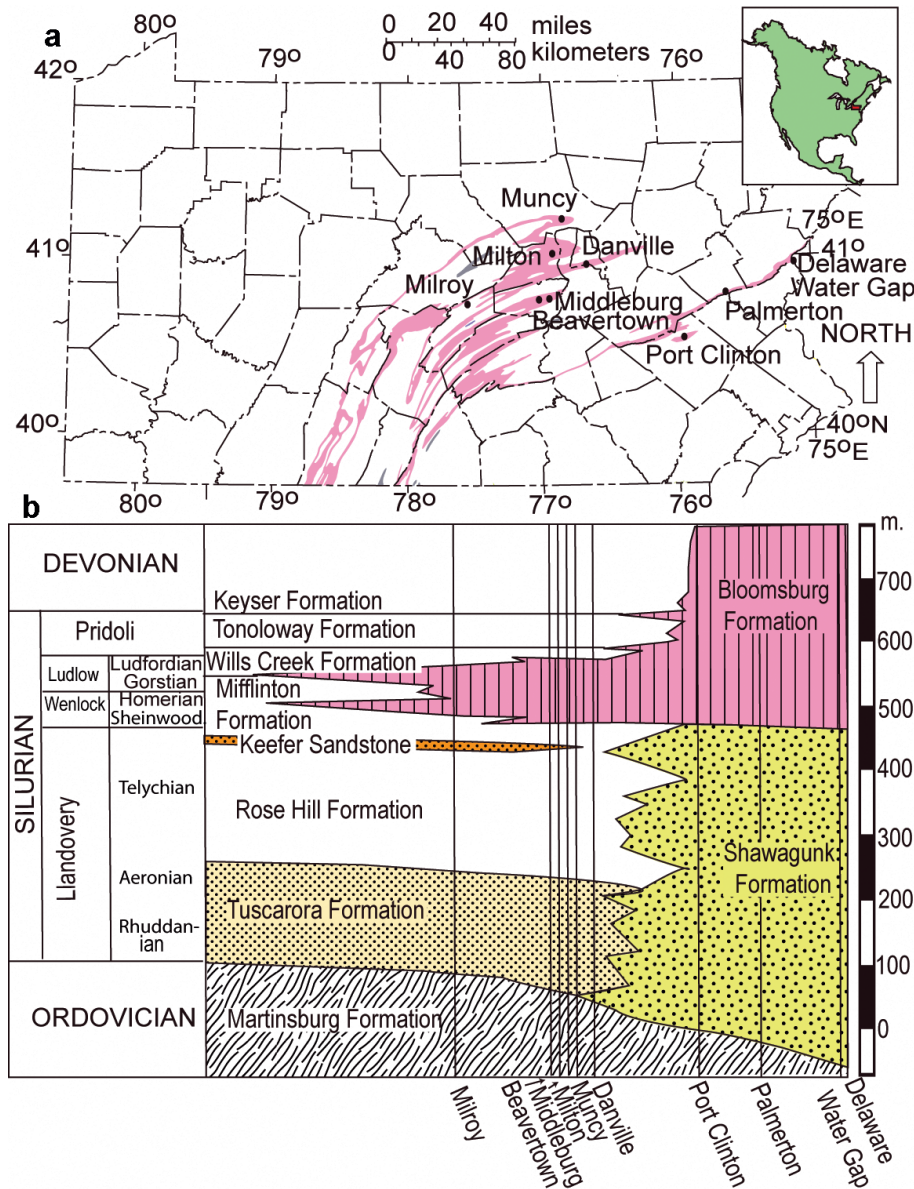 a
80º
79º
0 20 40 miles
0 40 80 kilometers
76º
42º
Muncy
75ºE
41º
Milton
Danville
41º
Delaware
Water Gap
Milroy
Middleburg
Beavertown
Palmerton
Port Clinton
NORTH
40º
40ºN
75ºE
80º
79º
78º
77º
76º
b
m.
DEVONIAN
SILURIAN
ORDOVICIAN
Pridoli
Ludlow
Wenlock
Llandovery
Ludfordian
Gorstian
Homerian
Sheinwood
Telychian
Aeronian
Rhuddan-
ian
Keyser Formation
Tonoloway Formation
Wills Creek Formation
Mifflinton
Formation
Keefer Sandstone
Rose Hill Formation
Tuscarora Formation
Martinsburg Formation
Bloomsburg
Formation
Shawagunk
Formation
700
600
500
400
300
200
100
0
Milroy
Beavertown
Middleburg
Milton
Muncy
Danville
Port Clinton
Palmerton
Delaware
Water Gap